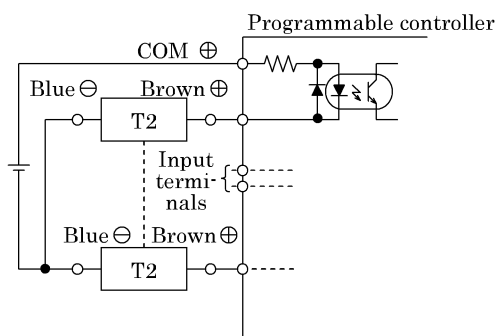 Programmable controller
COM ⊕
Blue ⊖ Brown ⊕
T2
Input
termi-
nals
Blue ⊖ Brown ⊕
T2